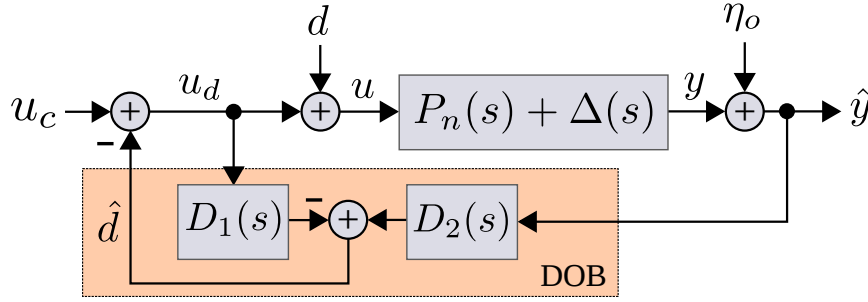 d
η_o
u_c
+
u_d
+
u
P_n(s) + Δ(s)
y
+
ŷ
-
D_1(s)
-
+
D_2(s)
d̂
DOB